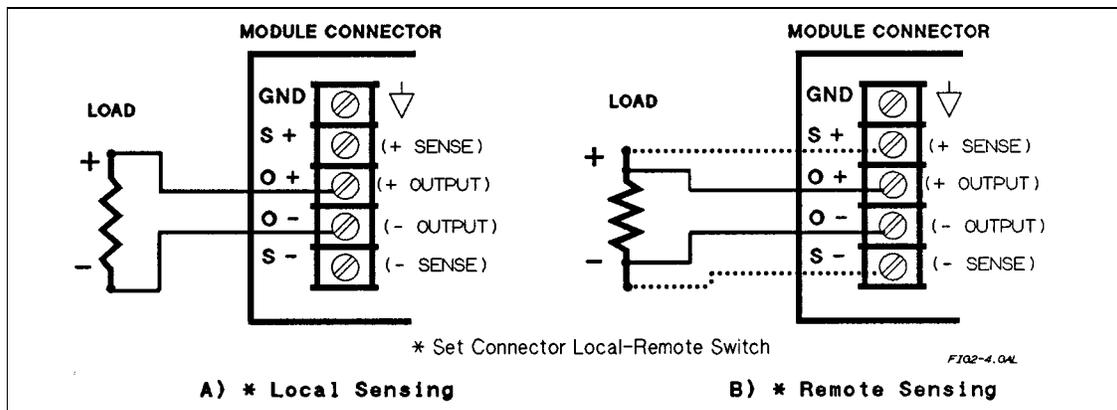 MODULE CONNECTOR
LOAD
GND
S +
(+ SENSE)
+
O +
(+ OUTPUT)
O -
(- OUTPUT)
-
S -
(- SENSE)
MODULE CONNECTOR
LOAD
GND
S +
(+ SENSE)
+
O +
(+ OUTPUT)
O -
(- OUTPUT)
-
S -
(- SENSE)
* Set Connector Local-Remote Switch
FIG2-4.GAL
A) * Local Sensing
B) * Remote Sensing